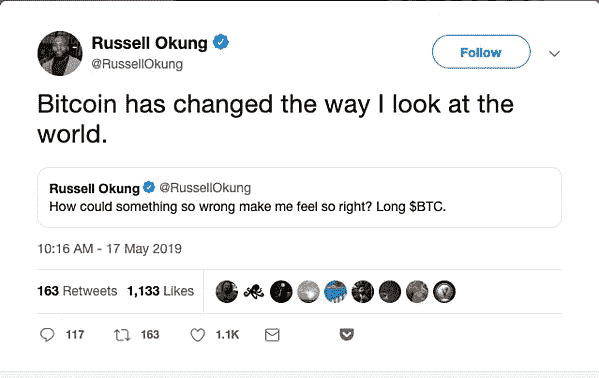 Russell Okung
@RussellOkung
Follow
Bitcoin has changed the way I look at the
world.
Russell Okung @RussellOkung
How could something so wrong make me feel so right? Long $BTC.
10:16 AM - 17 May 2019
163 Retweets 1,133 Likes
117 163 1.1K